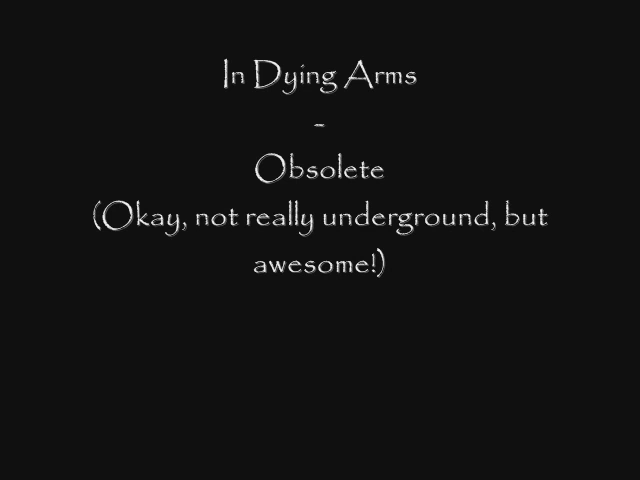 In Dying Arms
-
Obsolete
(Okay, not really underground, but
awesome!)